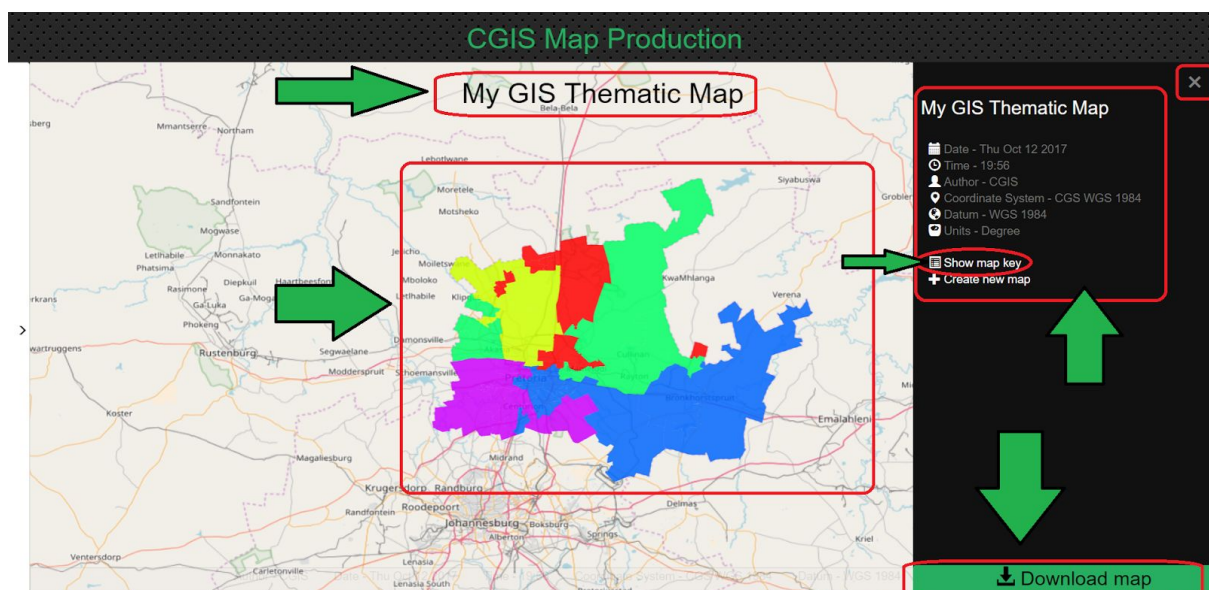 CGIS Map Production
My GIS Thematic Map
Bela-Bela
Mmantserre
Northam
Lebotlwane
Siyabuswa
Moretele
Motsheko
Sandfontein
Mogwase
Jericho
Letlhabile
Monnakato
Phatsima
Mboloko
KwaMhlanga
Rasimone
Diepkuil
Haartbeesfon
Letlhabile
Ga-Luka
Ga-Moga
Verena
Phokeng
Damonsville
Rustenburg
Segwaelane
Modderspruit
Schoemansville
Pretoria
Koster
Emalahleni
Magaliesburg
Midrand
Krugersdorp
Randburg
Randfontein
Roodepoort
Delmas
Johannesburg
Boksburg
Alberton
Springs
Kriel
Ventersdorp
Lenasia
Carletonville
Lenasia South
My GIS Thematic Map
Date - Thu Oct 12 2017
Time - 19:56
Author - CGIS
Coordinate System - CGS WGS 1984
Datum - WGS 1984
Units - Degree
Show map key
Create new map
Download map